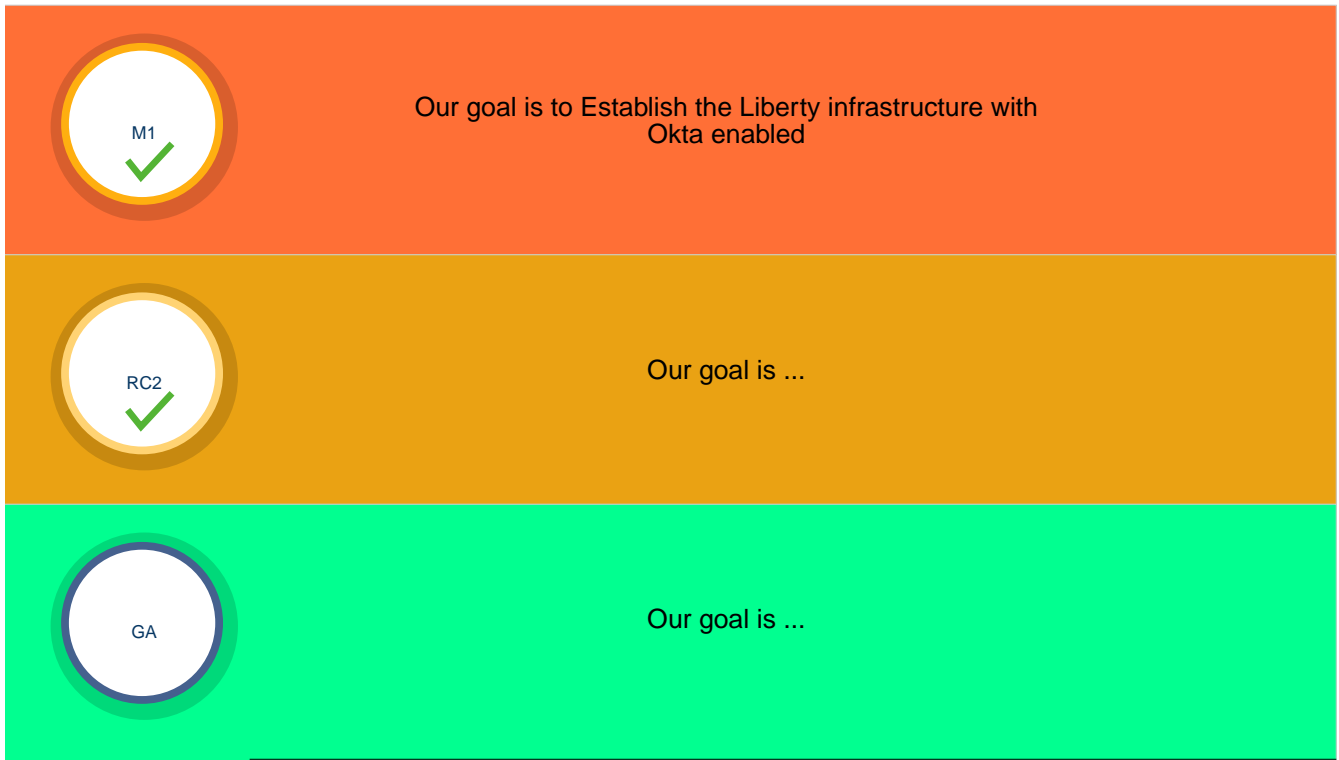 M1
Our goal is to Establish the Liberty infrastructure with
Okta enabled
RC2
Our goal is ...
GA
Our goal is ...